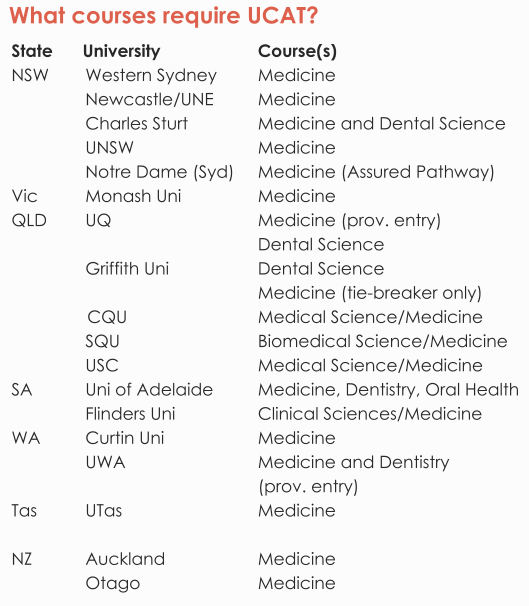 What courses require UCAT?
State University Course(s)
NSW Western Sydney Medicine
Newcastle/UNE Medicine
Charles Sturt Medicine and Dental Science
UNSW Medicine
Notre Dame (Syd) Medicine (Assured Pathway)
Vic Monash Uni Medicine
QLD UQ Medicine (prov. entry)
Dental Science
Griffith Uni Dental Science
Medicine (tie-breaker only)
CQU Medical Science/Medicine
SQU Biomedical Science/Medicine
USC Medical Science/Medicine
SA Uni of Adelaide Medicine, Dentistry, Oral Health
Flinders Uni Clinical Sciences/Medicine
WA Curtin Uni Medicine
UWA Medicine and Dentistry
(prov. entry)
Tas UTas Medicine
NZ Auckland Medicine
Otago Medicine